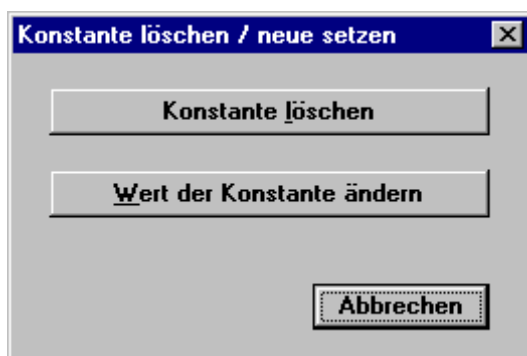 Konstante löschen / neue setzen
Konstante löschen
Wert der Konstante ändern
Abbrechen